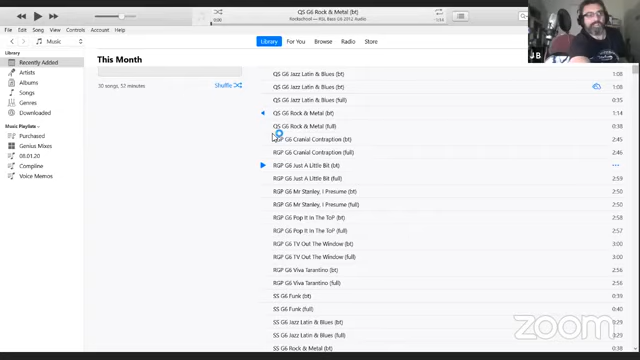 QS G6 Rock & Metal (bt)
Rockschool — RSL Bass G6 2012 Audio
0:00
File Edit Song View Controls Account Help
Music
Library For You Browse Radio Store
Library
Recently Added
Artists
Albums
Songs
Genres
Downloaded
Music Playlists
Purchased
Genius Mixes
08.01.20
Compline
Voice Memos
This Month
30 songs, 52 minutes
Shuffle
QS G6 Jazz Latin & Blues (bt) 1:08
QS G6 Jazz Latin & Blues (bt) 1:08
QS G6 Jazz Latin & Blues (full) 0:35
QS G6 Rock & Metal (bt) 1:14
QS G6 Rock & Metal (full) 0:38
RGP G6 Cranial Contraption (bt) 2:45
RGP G6 Cranial Contraption (full) 2:46
RGP G6 Just A Little Bit (bt)
RGP G6 Just A Little Bit (full) 2:59
RGP G6 Mr Stanley, I Presume (bt) 2:50
RGP G6 Mr Stanley, I Presume (full) 2:50
RGP G6 Pop It In The ToP (bt) 2:59
RGP G6 Pop It In The ToP (full) 2:59
RGP G6 TV Out The Window (bt) 3:00
RGP G6 TV Out The Window (full) 3:00
RGP G6 Viva Tarantino (bt) 2:59
RGP G6 Viva Tarantino (full) 2:59
SS G6 Funk (bt) 0:39
SS G6 Funk (full) 0:40
SS G6 Jazz Latin & Blues (bt) 0:29
SS G6 Jazz Latin & Blues (full) 0:29
SS G6 Rock & Metal (bt) 0:38
JB
zoom